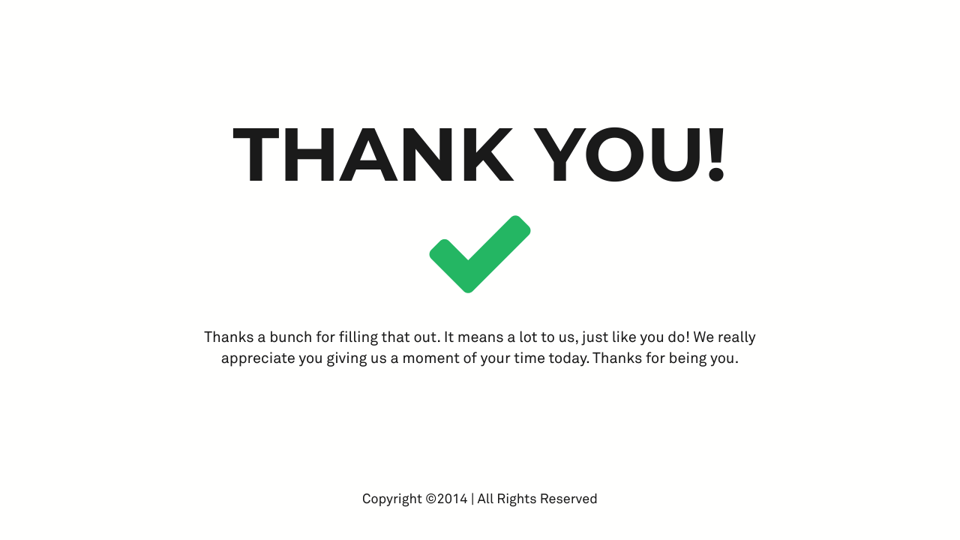 THANK YOU!
Thanks a bunch for filling that out. It means a lot to us, just like you do! We really
appreciate you giving us a moment of your time today. Thanks for being you.
Copyright ©2014 | All Rights Reserved